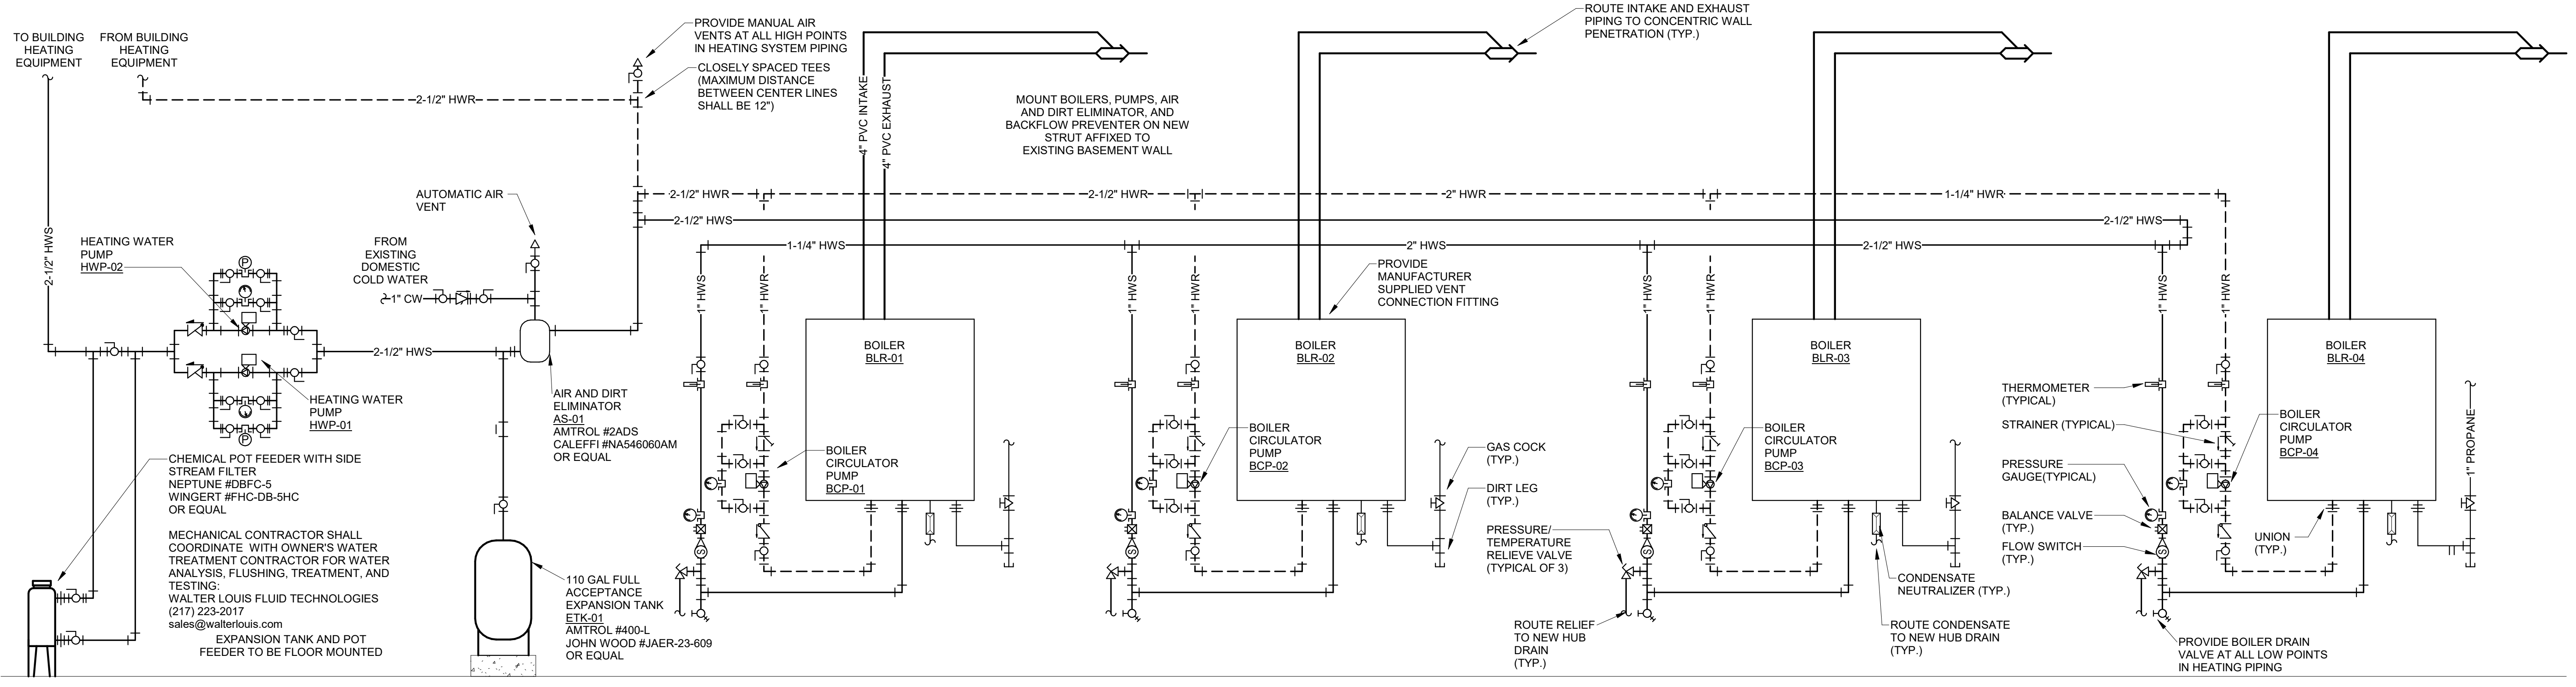 TO BUILDING
HEATING
EQUIPMENT
FROM BUILDING
HEATING
EQUIPMENT
2-1/2" HWR
PROVIDE MANUAL AIR
VENTS AT ALL HIGH POINTS
IN HEATING SYSTEM PIPING
CLOSELY SPACED TEES
(MAXIMUM DISTANCE
BETWEEN CENTER LINES
SHALL BE 12")
4" PVC INTAKE
4" PVC EXHAUST
MOUNT BOILERS, PUMPS, AIR
AND DIRT ELIMINATOR, AND
BACKFLOW PREVENTER ON NEW
STRUT AFFIXED TO
EXISTING BASEMENT WALL
ROUTE INTAKE AND EXHAUST
PIPING TO CONCENTRIC WALL
PENETRATION (TYP.)
AUTOMATIC AIR
VENT
2-1/2" HWR
2-1/2" HWR
2" HWR
1-1/4" HWR
2-1/2" HWS
2-1/2" HWS
1-1/4" HWS
2" HWS
2-1/2" HWS
2-1/2" HWS
HEATING WATER
PUMP
HWP-02
P
FROM
EXISTING
DOMESTIC
COLD WATER
1" CW
2-1/2" HWS
HEATING WATER
PUMP
HWP-01
P
AIR AND DIRT
ELIMINATOR
AS-01
AMTROL #2ADS
CALEFFI #NA546060AM
OR EQUAL
CHEMICAL POT FEEDER WITH SIDE
STREAM FILTER
NEPTUNE #DBFC-5
WINGERT #FHC-DB-5HC
OR EQUAL
MECHANICAL CONTRACTOR SHALL
COORDINATE WITH OWNER'S WATER
TREATMENT CONTRACTOR FOR WATER
ANALYSIS, FLUSHING, TREATMENT, AND
TESTING:
WALTER LOUIS FLUID TECHNOLOGIES
(217) 223-2017
sales@walterlouis.com
EXPANSION TANK AND POT
FEEDER TO BE FLOOR MOUNTED
110 GAL FULL
ACCEPTANCE
EXPANSION TANK
ETK-01
AMTROL #400-L
JOHN WOOD #JAER-23-609
OR EQUAL
1" HWS
1" HWR
BOILER
BLR-01
BOILER
CIRCULATOR
PUMP
BCP-01
S
1" HWS
1" HWR
PROVIDE
MANUFACTURER
SUPPLIED VENT
CONNECTION FITTING
BOILER
BLR-02
BOILER
CIRCULATOR
PUMP
BCP-02
S
GAS COCK
(TYP.)
DIRT LEG
(TYP.)
PRESSURE/
TEMPERATURE
RELIEVE VALVE
(TYPICAL OF 3)
ROUTE RELIEF
TO NEW HUB
DRAIN
(TYP.)
1" HWS
1" HWR
BOILER
BLR-03
BOILER
CIRCULATOR
PUMP
BCP-03
S
CONDENSATE
NEUTRALIZER (TYP.)
ROUTE CONDENSATE
TO NEW HUB DRAIN
(TYP.)
THERMOMETER
(TYPICAL)
STRAINER (TYPICAL)
PRESSURE
GAUGE(TYPICAL)
BALANCE VALVE
(TYP.)
FLOW SWITCH
(TYP.)
1" HWS
1" HWR
BOILER
BLR-04
BOILER
CIRCULATOR
PUMP
BCP-04
S
UNION
(TYP.)
1" PROPANE
PROVIDE BOILER DRAIN
VALVE AT ALL LOW POINTS
IN HEATING PIPING